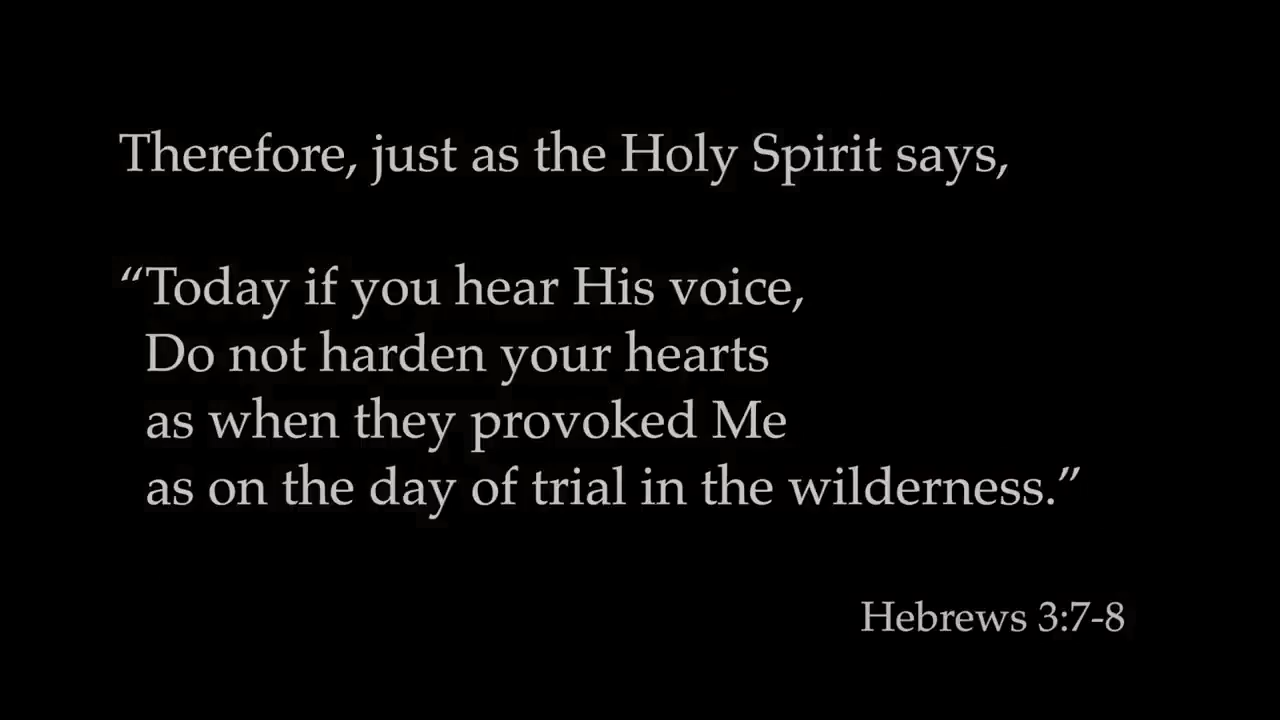 Therefore, just as the Holy Spirit says,
“Today if you hear His voice,
Do not harden your hearts
as when they provoked Me
as on the day of trial in the wilderness.”
Hebrews 3:7-8